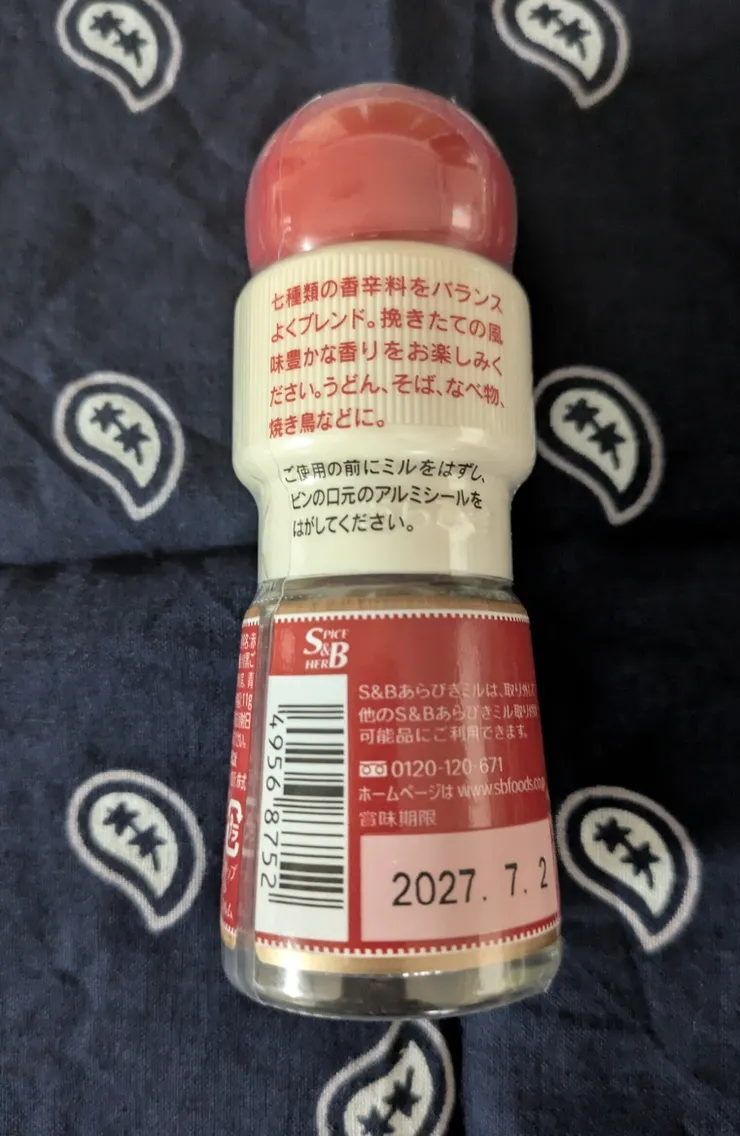 七種類の香辛料をバランス
よくブレンド。挽きたての風
味豊かな香りをお楽しみく
ださい。うどん、そば、なべ物、
焼き鳥などに。
ご使用の前にミルをはずし、
ビンの口元のアルミシールを
はがしてください。
SPICE
S&B
HERB
S&Bあらびきミルは、取り外して
他のS&Bあらびきミル取り付け
可能品にご利用できます。
0120-120-671
ホームページは www.sbfoods.co
賞味期限
2027. 7. 2
4956 8752
11g